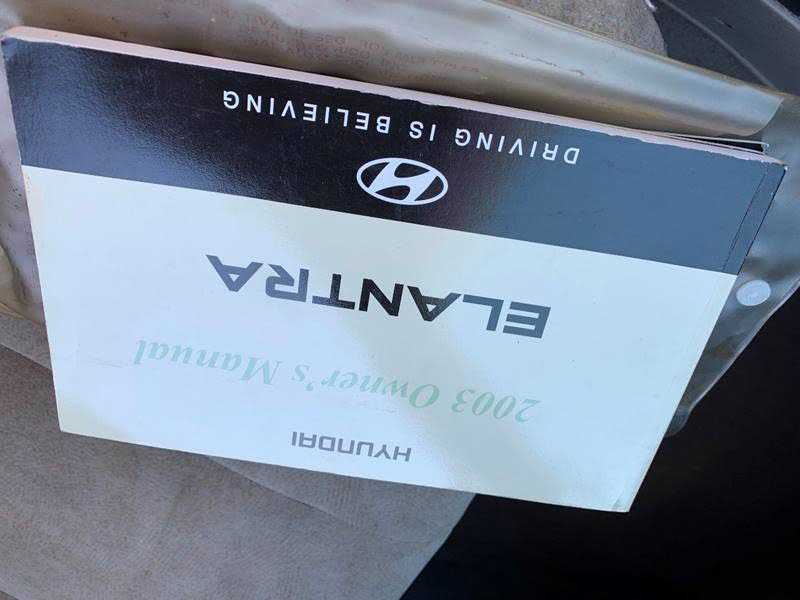 HYUNDAI
2003 Owner's Manual
ELANTRA
DRIVING IS BELIEVING